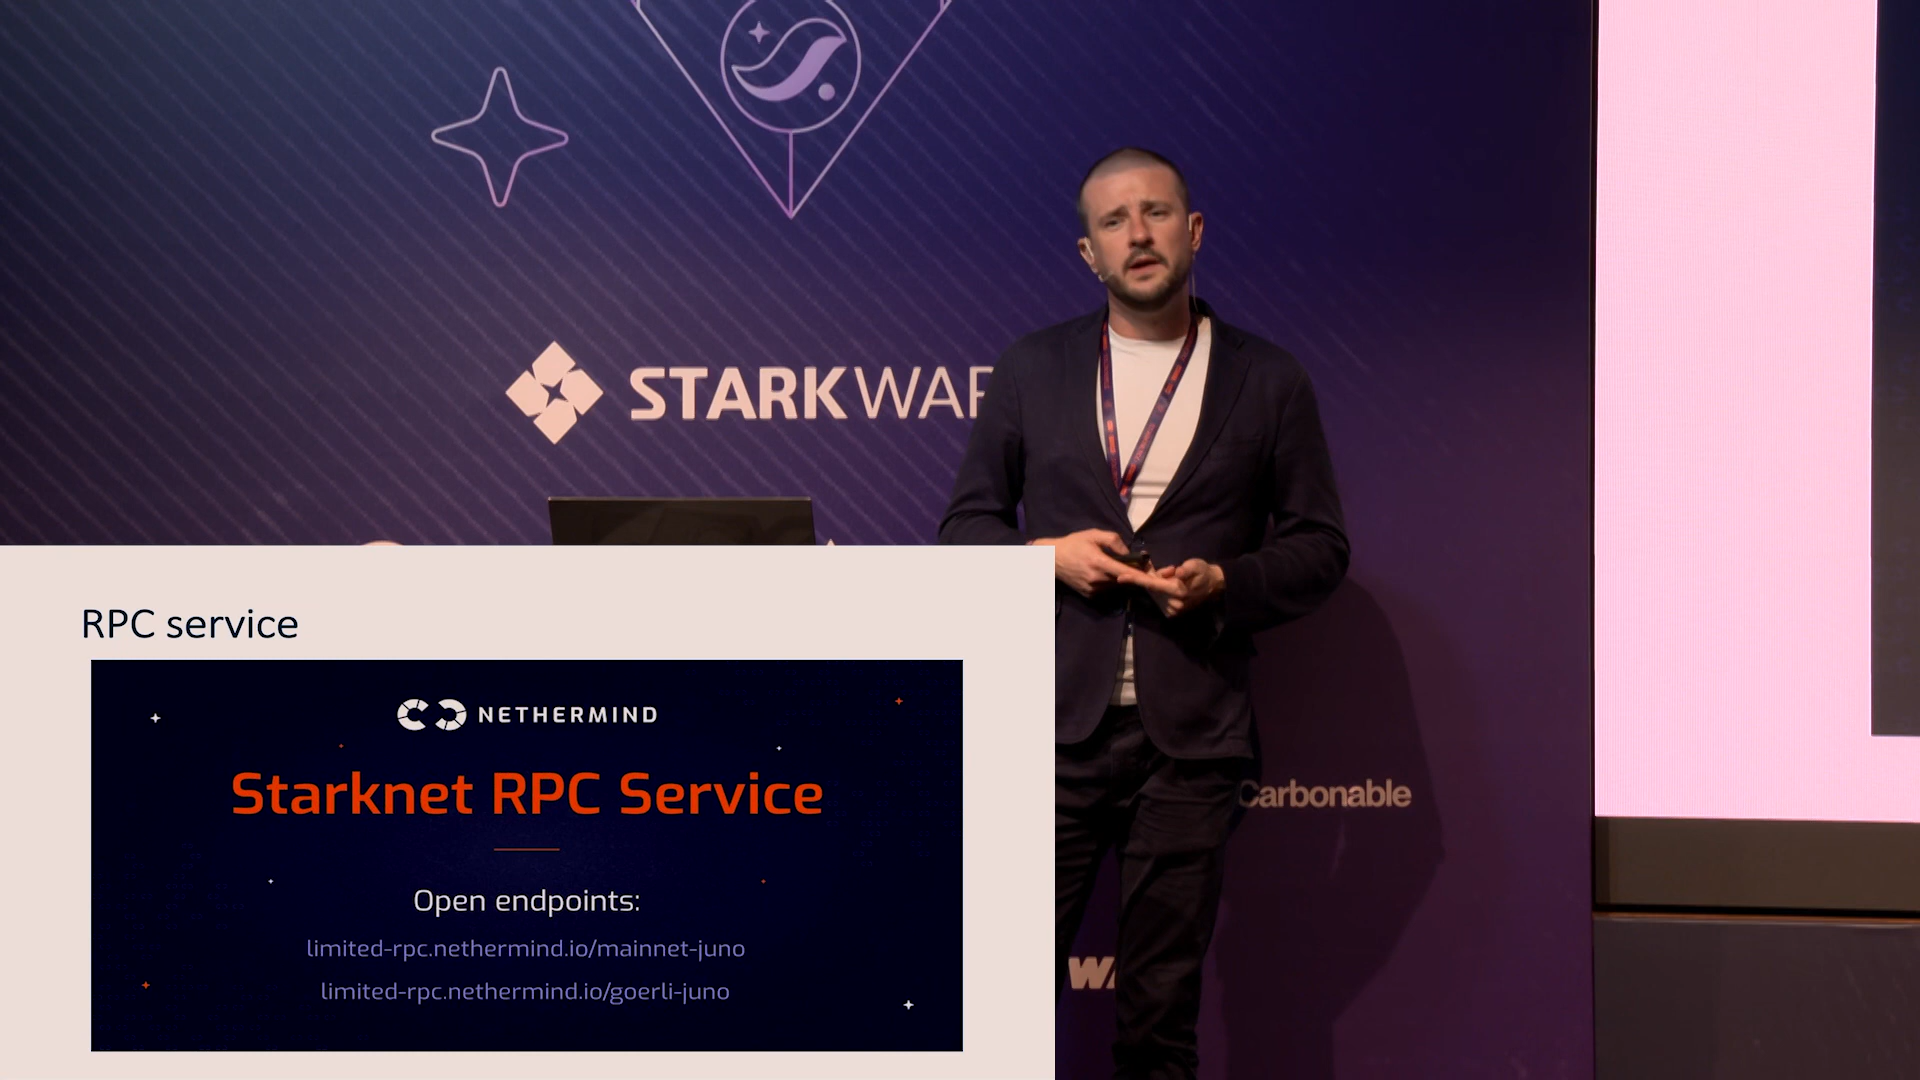 STARKWAR
RPC service
NETHERMIND
Starknet RPC Service
Open endpoints:
limited-rpc.nethermind.io/mainnet-juno
limited-rpc.nethermind.io/goerli-juno
Carbonable